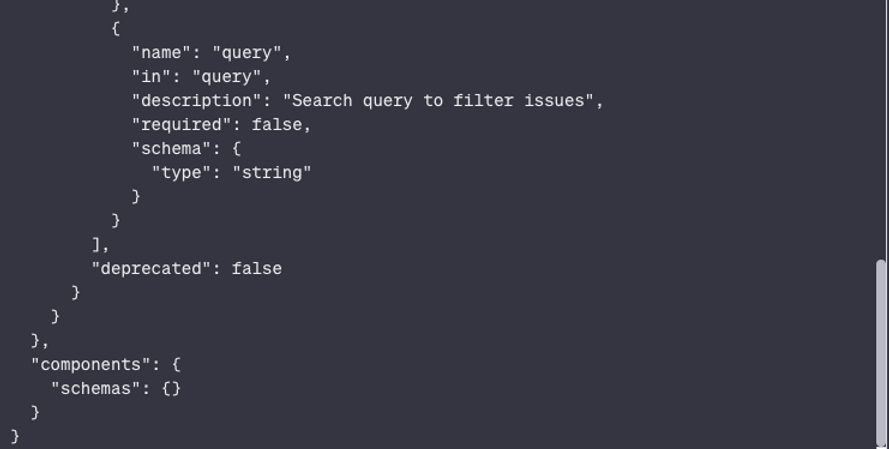 },
{
"name": "query",
"in": "query",
"description": "Search query to filter issues",
"required": false,
"schema": {
"type": "string"
}
}
],
"deprecated": false
}
}
},
"components": {
"schemas": {}
}
}